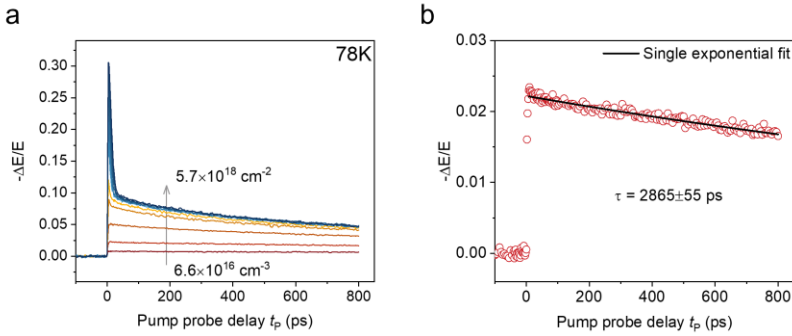 a
78K
0.30
0.25
0.20
0.15
0.10
0.05
0.00
-ΔE/E
5.7×10¹⁸ cm⁻²
6.6×10¹⁶ cm⁻³
0 200 400 600 800
Pump probe delay tP (ps)
b
Single exponential fit
0.03
0.02
0.01
0.00
-ΔE/E
τ = 2865±55 ps
0 200 400 600 800
Pump probe delay tP (ps)